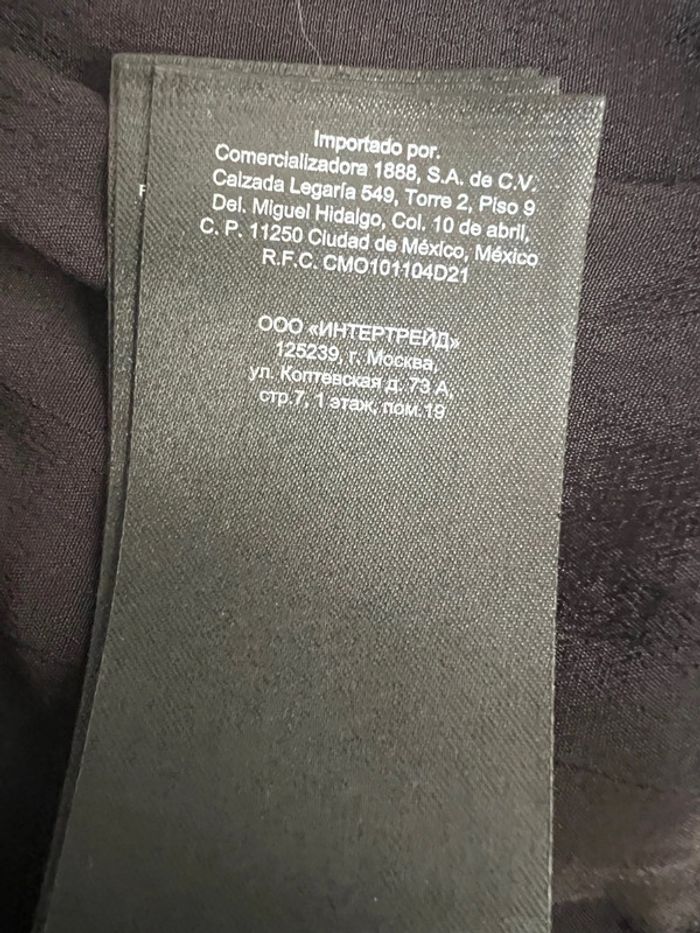 Importado por.
Comercializadora 1888, S.A. de C.V.
Calzada Legaría 549, Torre 2, Piso 9
Del. Miguel Hidalgo, Col. 10 de abril,
C. P. 11250 Ciudad de México, México
R.F.C. CMO101104D21
ООО «ИНТЕРТРЕЙД»
125239, г. Москва,
ул. Коптевская д. 73 А,
стр.7, 1 этаж, пом.19